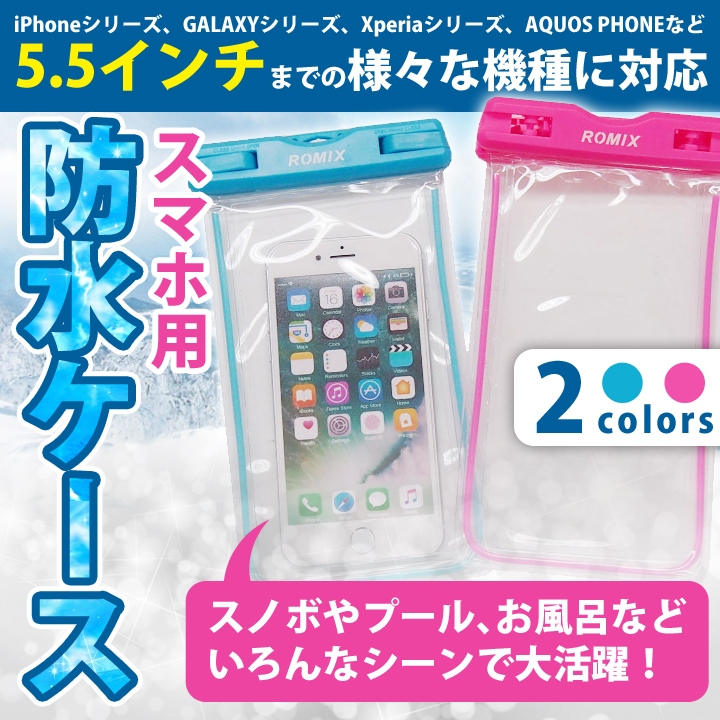 iPhoneシリーズ、GALAXYシリーズ、Xperiaシリーズ、AQUOS PHONEなど
5.5インチまでの様々な機種に対応
スマホ用
防水ケース
ROMIX
ROMIX
2 colors
スノボやプール、お風呂など
いろんなシーンで大活躍！